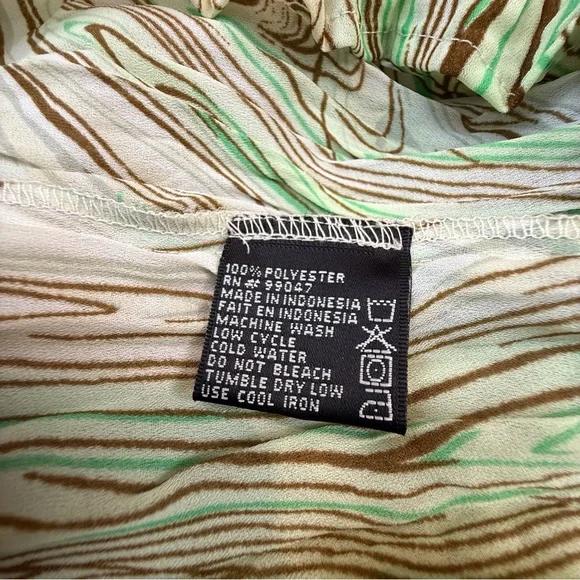 100% POLYESTER
RN # 99047
MADE IN INDONESIA
FAIT EN INDONESIA
MACHINE WASH
LOW CYCLE
COLD WATER
DO NOT BLEACH
TUMBLE DRY LOW
USE COOL IRON